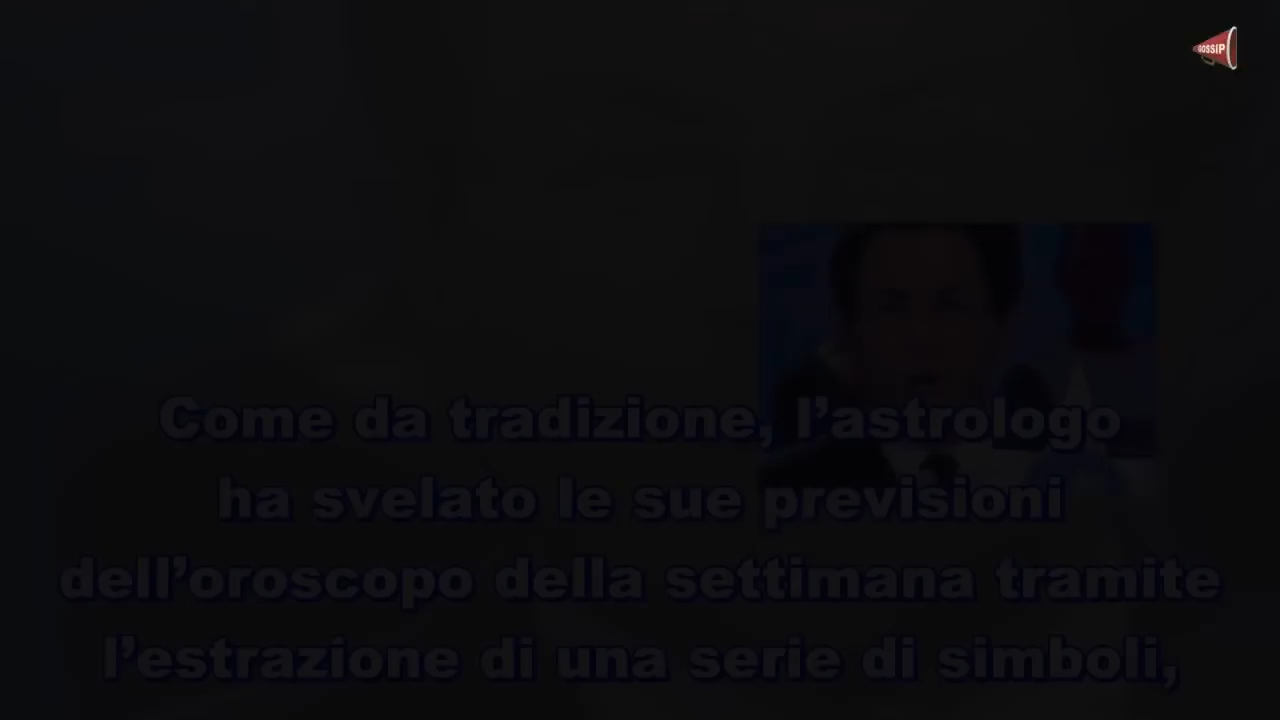 GOSSIP
Come da tradizione, l’astrologo
ha svelato le sue previsioni
dell’oroscopo della settimana tramite
l’estrazione di una serie di simboli,